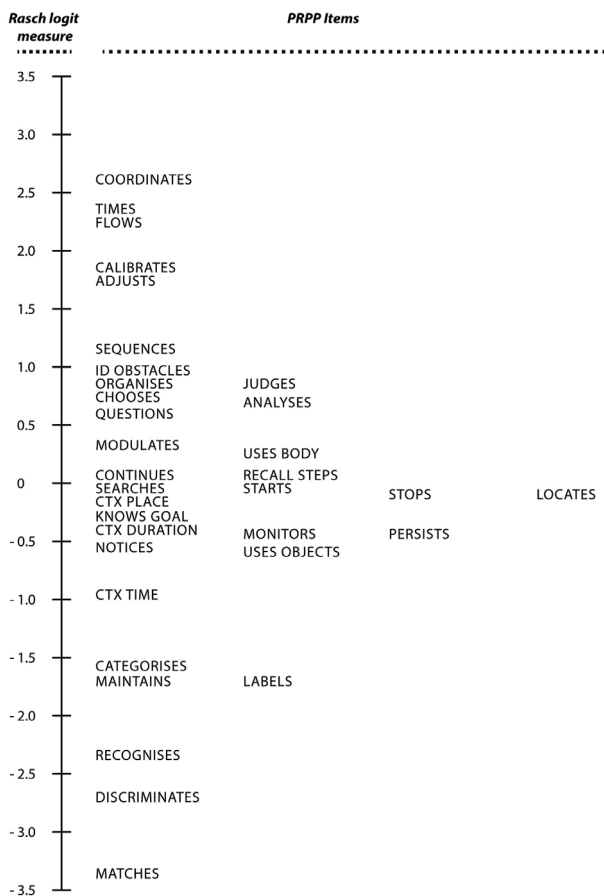 Rasch logit PRPP Items
measure
3.5
3.0
COORDINATES
2.5
TIMES
FLOWS
2.0
CALIBRATES
ADJUSTS
1.5
SEQUENCES
1.0 ID OBSTACLES
ORGANISES JUDGES
CHOOSES ANALYSES
QUESTIONS
0.5
MODULATES USES BODY
CONTINUES RECALL STEPS
0 SEARCHES STARTS STOPS LOCATES
CTX PLACE
KNOWS GOAL
CTX DURATION MONITORS PERSISTS
- 0.5 NOTICES USES OBJECTS
- 1.0 CTX TIME
- 1.5
CATEGORISES
MAINTAINS LABELS
- 2.0
RECOGNISES
- 2.5
DISCRIMINATES
- 3.0
MATCHES
- 3.5